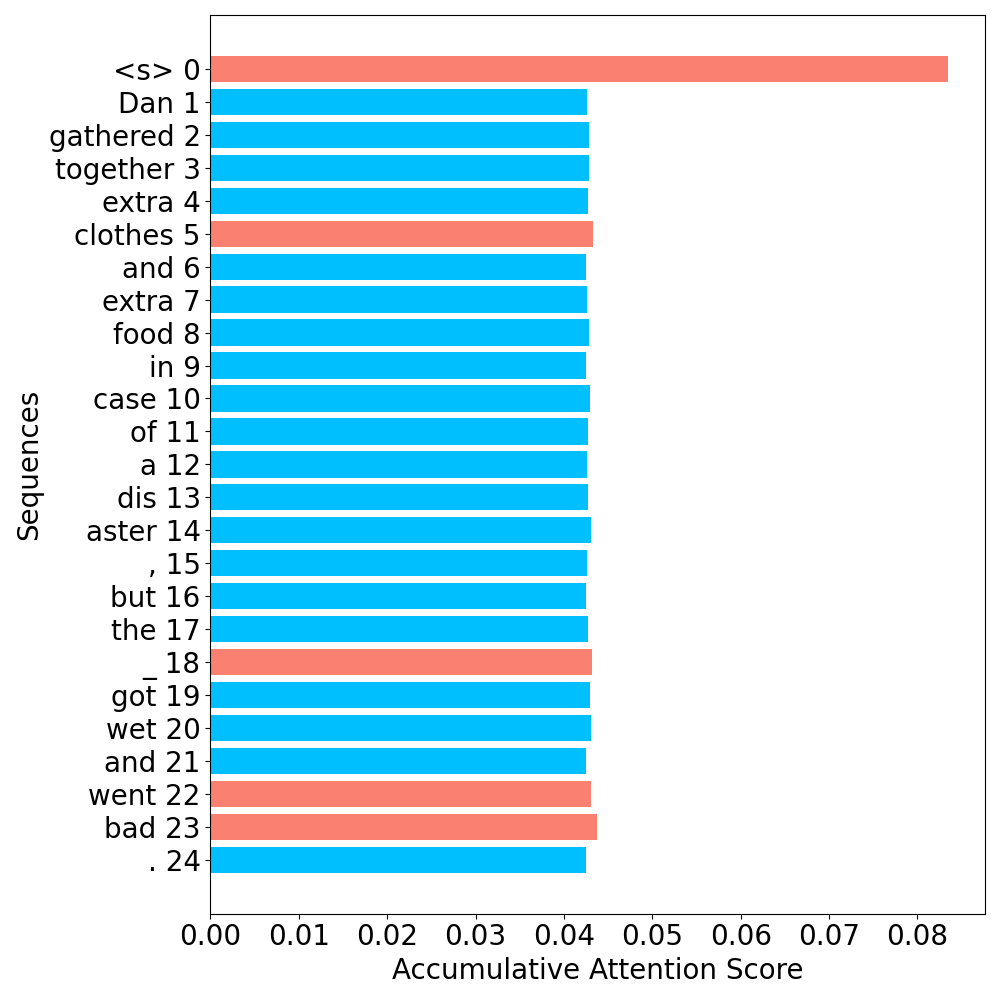 <s> 0
Dan 1
gathered 2
together 3
extra 4
clothes 5
and 6
extra 7
food 8
in 9
case 10
of 11
a 12
dis 13
aster 14
, 15
but 16
the 17
_ 18
got 19
wet 20
and 21
went 22
bad 23
. 24
Sequences
0.00 0.01 0.02 0.03 0.04 0.05 0.06 0.07 0.08
Accumulative Attention Score